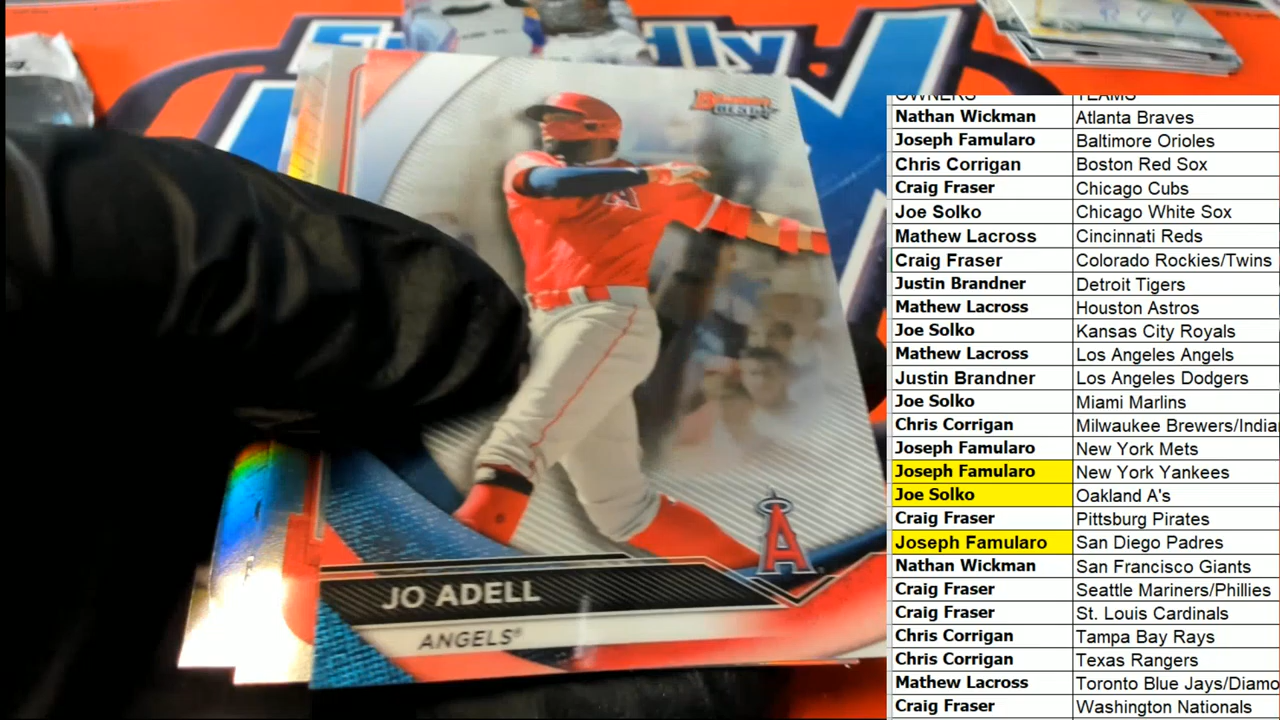 BOWMAN'S
BEST
A
JO ADELL
ANGELS®
A
OWNERS TEAMS
Nathan Wickman Atlanta Braves
Joseph Famularo Baltimore Orioles
Chris Corrigan Boston Red Sox
Craig Fraser Chicago Cubs
Joe Solko Chicago White Sox
Mathew Lacross Cincinnati Reds
Craig Fraser Colorado Rockies/Twins
Justin Brandner Detroit Tigers
Mathew Lacross Houston Astros
Joe Solko Kansas City Royals
Mathew Lacross Los Angeles Angels
Justin Brandner Los Angeles Dodgers
Joe Solko Miami Marlins
Chris Corrigan Milwaukee Brewers/India
Joseph Famularo New York Mets
Joseph Famularo New York Yankees
Joe Solko Oakland A's
Craig Fraser Pittsburg Pirates
Joseph Famularo San Diego Padres
Nathan Wickman San Francisco Giants
Craig Fraser Seattle Mariners/Phillies
Craig Fraser St. Louis Cardinals
Chris Corrigan Tampa Bay Rays
Chris Corrigan Texas Rangers
Mathew Lacross Toronto Blue Jays/Diamo
Craig Fraser Washington Nationals